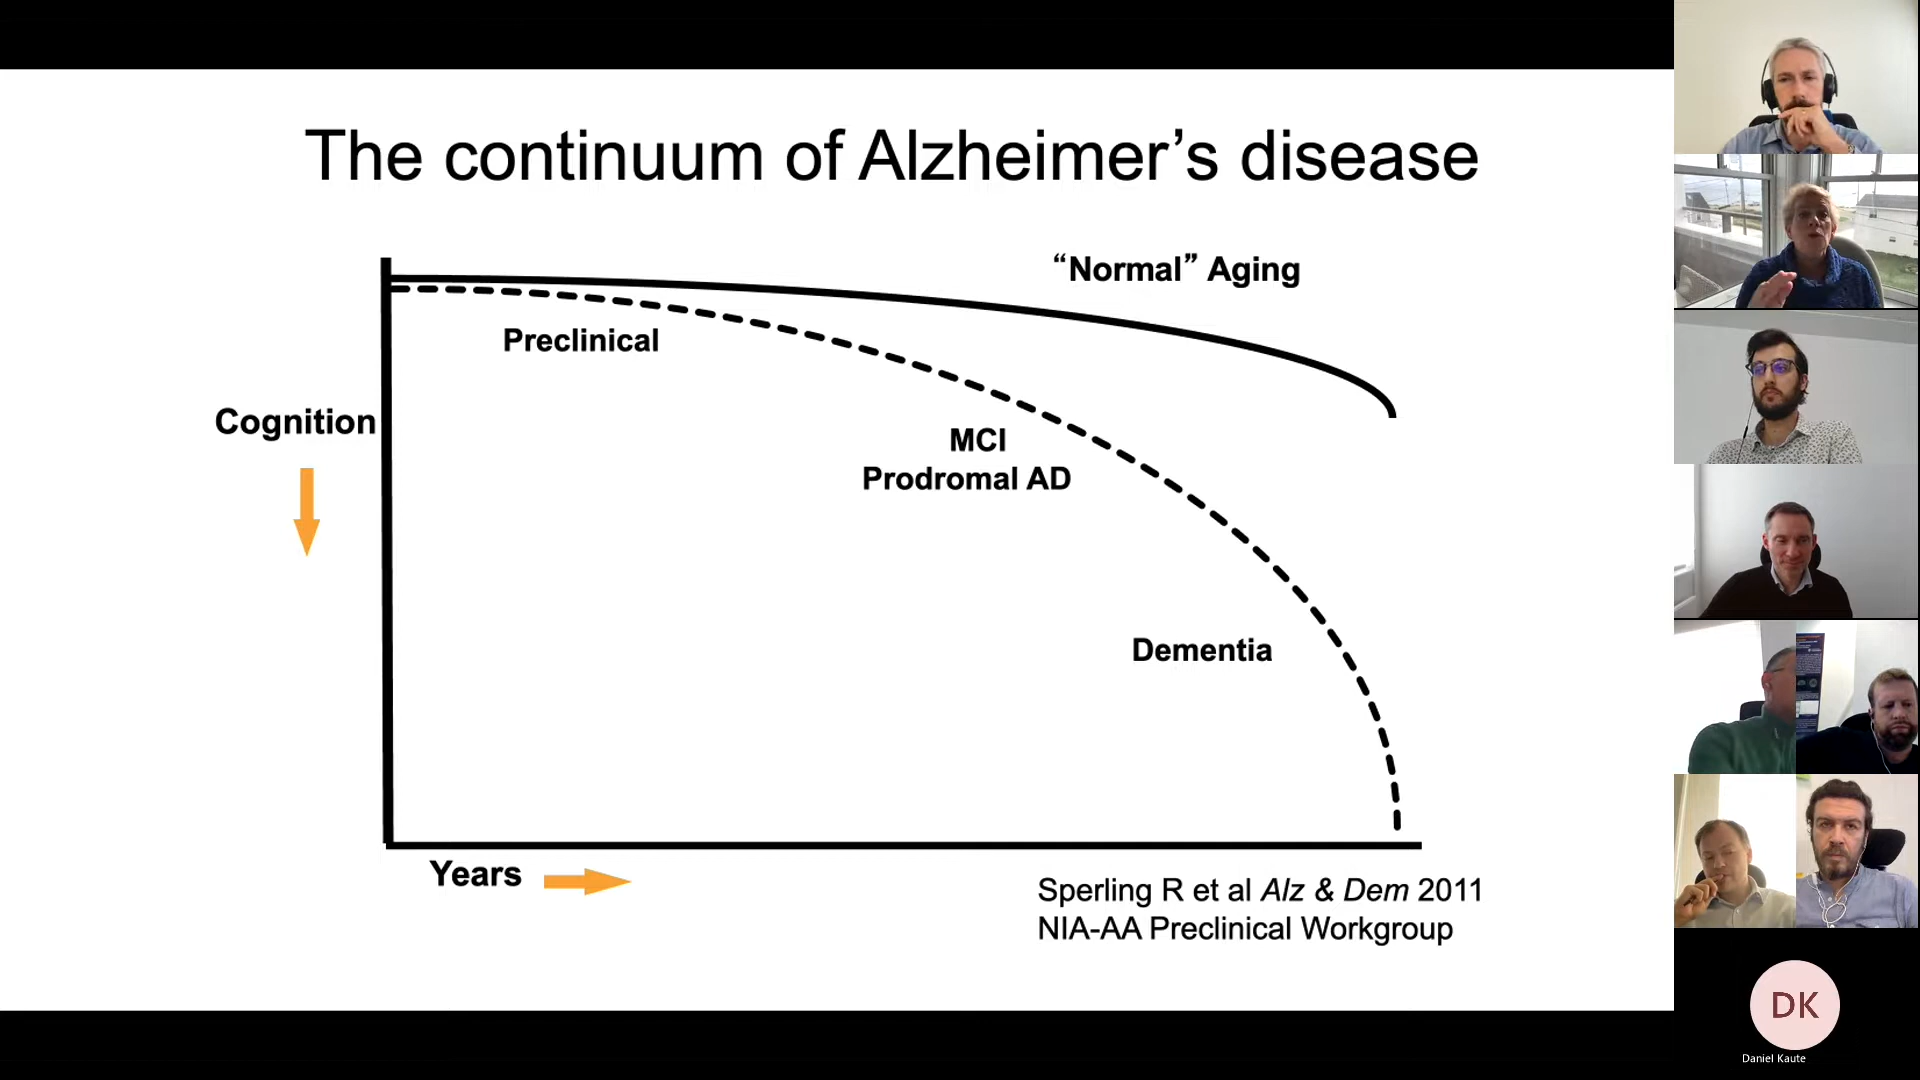 The continuum of Alzheimer’s disease
“Normal” Aging
Preclinical
Cognition
MCI
Prodromal AD
Dementia
Years
Sperling R et al Alz & Dem 2011
NIA-AA Preclinical Workgroup
DK
Daniel Kaute